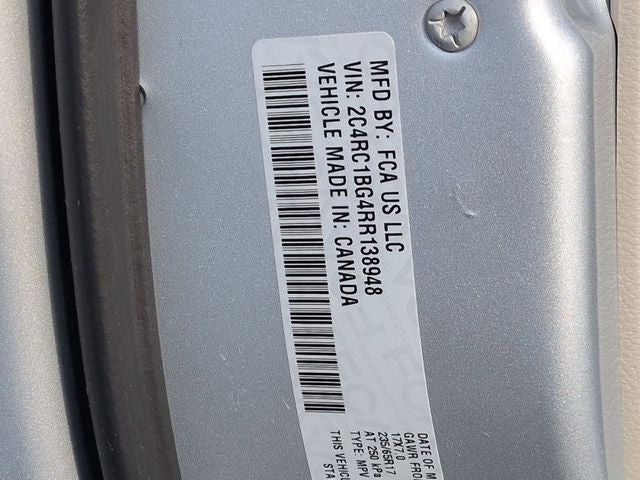 MFD BY: FCA US LLC
VIN: 2C4RC1BG4RR138948
VEHICLE MADE IN: CANADA
DATE OF M
GAWR FRO
17X7.0
235/65R17
AT 250 kPa
TYPE: MPV
THIS VEHIC
STA